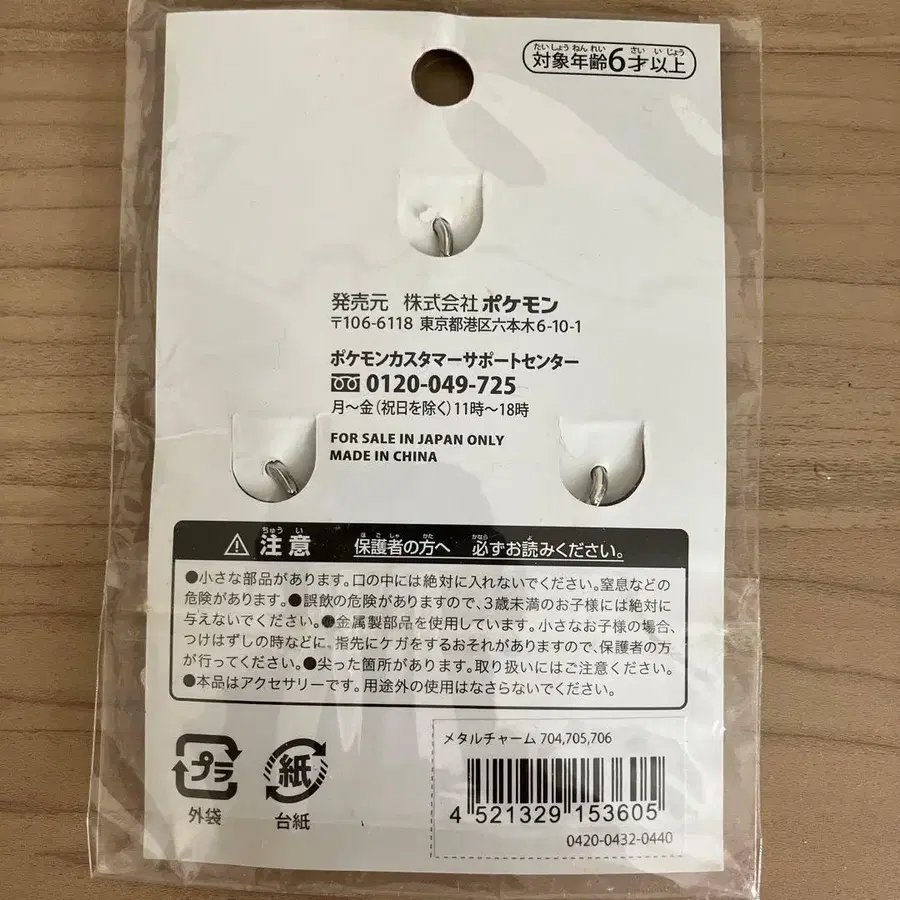 たいしょうねんれい さいいじょう
対象年齢6才以上
発売元 株式会社ポケモン
〒106-6118 東京都港区六本木6-10-1
ポケモンカスタマーサポートセンター
0120-049-725
月～金（祝日を除く）11時～18時
FOR SALE IN JAPAN ONLY
MADE IN CHINA
ちゅうい ほごしゃ かた かなら よ
注意 保護者の方へ 必ずお読みください。
●小さな部品があります。口の中には絶対に入れないでください。窒息などの
危険があります。●誤飲の危険がありますので、3歳未満のお子様には絶対に
与えないでください。●金属製部品を使用しています。小さなお子様の場合、
つけはずしの時などに、指先にケガをするおそれがありますので、保護者の方
が行ってください。●尖った箇所があります。取り扱いにはご注意ください。
●本品はアクセサリーです。用途外の使用はなさらないでください。
プラ 紙
外袋 台紙
メタルチャーム 704,705,706
4 521329 153605
0420-0432-0440